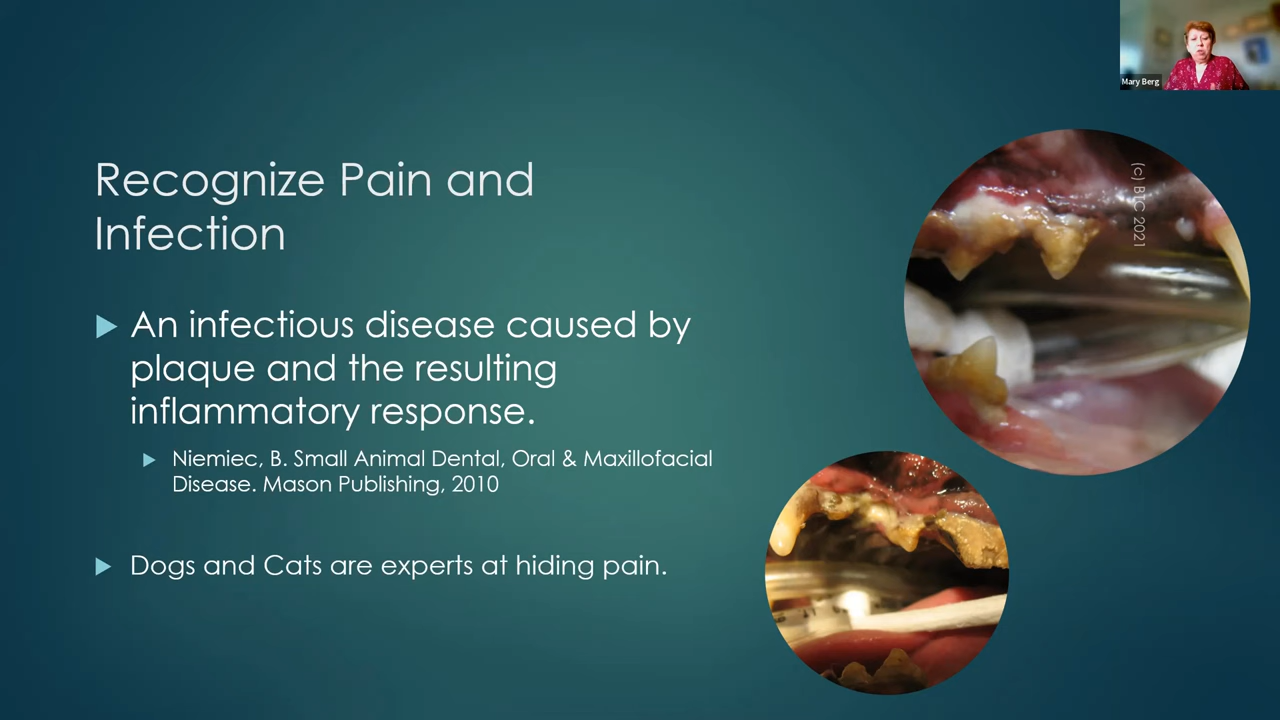 Mary Berg
Recognize Pain and
Infection
(c) BTC 2021
An infectious disease caused by
plaque and the resulting
inflammatory response.
Niemiec, B. Small Animal Dental, Oral & Maxillofacial
Disease. Mason Publishing, 2010
Dogs and Cats are experts at hiding pain.